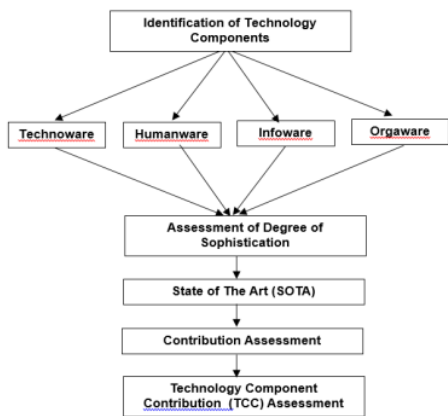 Identification of Technology
Components
Technoware
Humanware
Infoware
Orgaware
Assessment of Degree of
Sophistication
State of The Art (SOTA)
Contribution Assessment
Technology Component
Contribution (TCC) Assessment